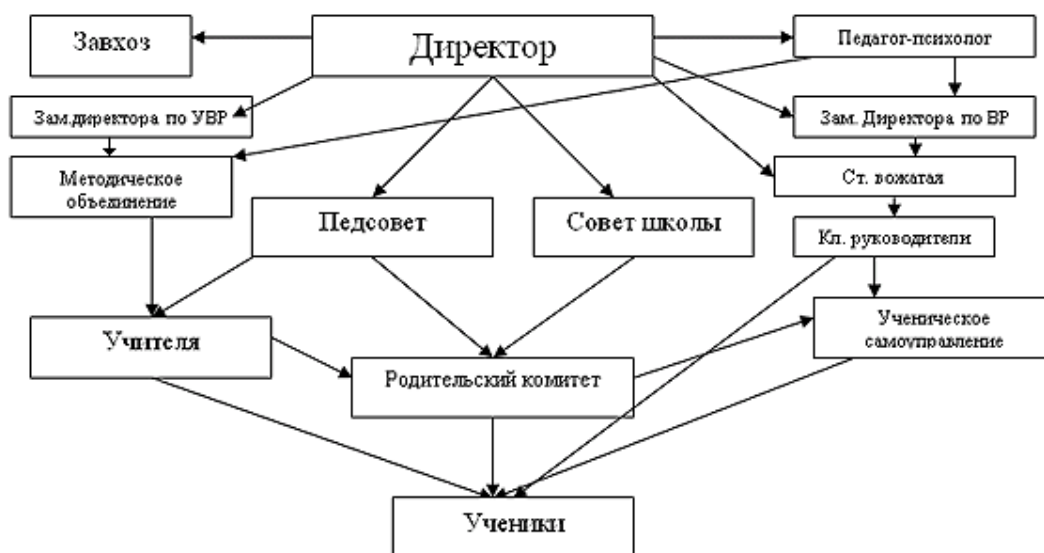 Завхоз
Директор
Педагог-психолог
Зам.директора по УВР
Зам. Директора по ВР
Методическое
объединение
Ст. вожатая
Педсовет
Совет школы
Кл. руководители
Учителя
Ученическое
самоуправление
Родительский комитет
Ученики